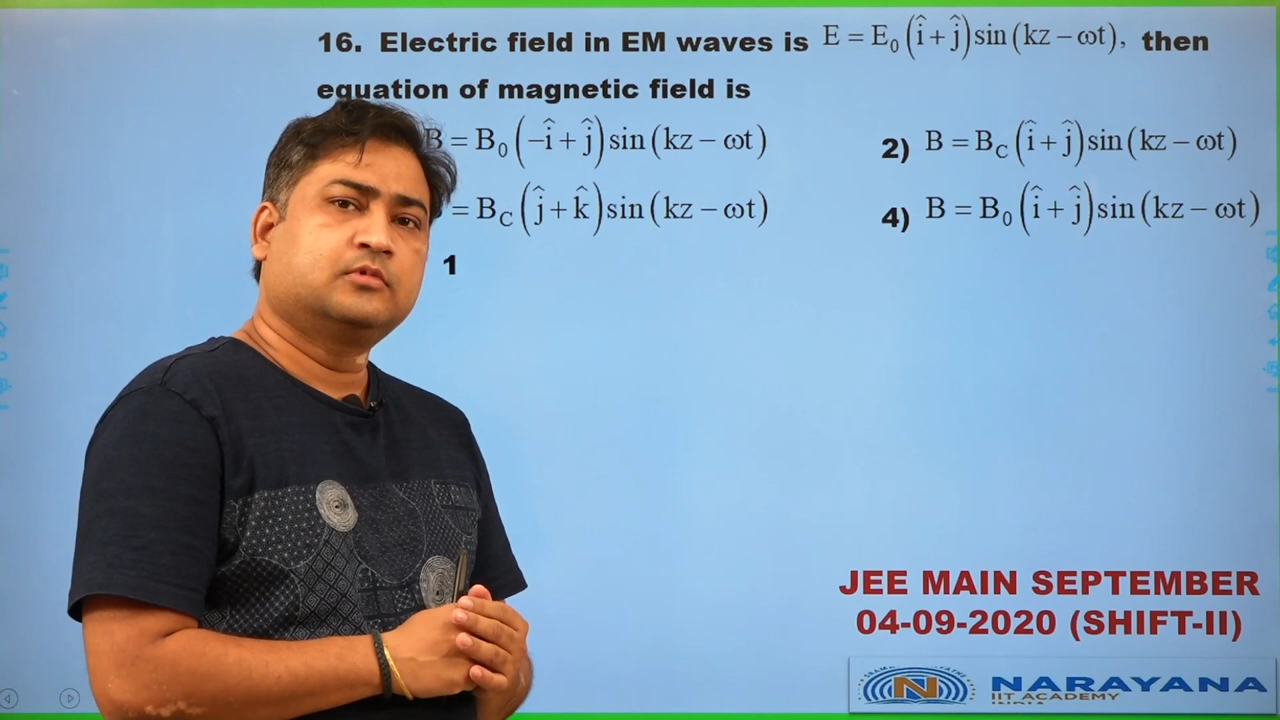 16. Electric field in EM waves is E = E₀(î+ĵ)sin(kz−ωt), then
equation of magnetic field is
B = B₀(−î+ĵ)sin(kz−ωt)
2) B = B_C(î+ĵ)sin(kz−ωt)
= B_C(ĵ+k̂)sin(kz−ωt)
4) B = B₀(î+ĵ)sin(kz−ωt)
1
JEE MAIN SEPTEMBER
04-09-2020 (SHIFT-II)
N NARAYANA
IIT ACADEMY
INDIA